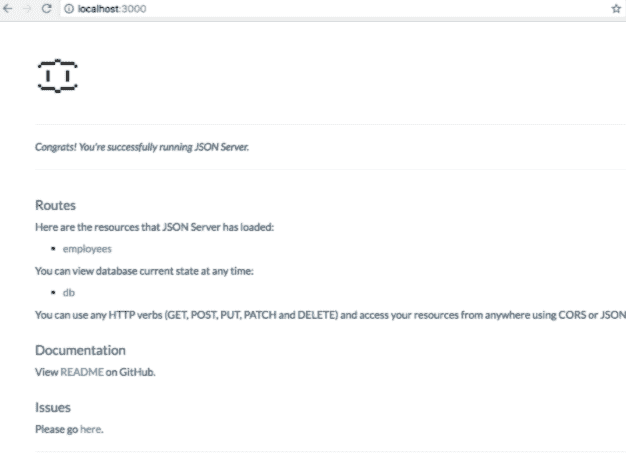 localhost:3000
Congrats! You're successfully running JSON Server.
Routes
Here are the resources that JSON Server has loaded:
employees
You can view database current state at any time:
db
You can use any HTTP verbs (GET, POST, PUT, PATCH and DELETE) and access your resources from anywhere using CORS or JSON
Documentation
View README on GitHub.
Issues
Please go here.